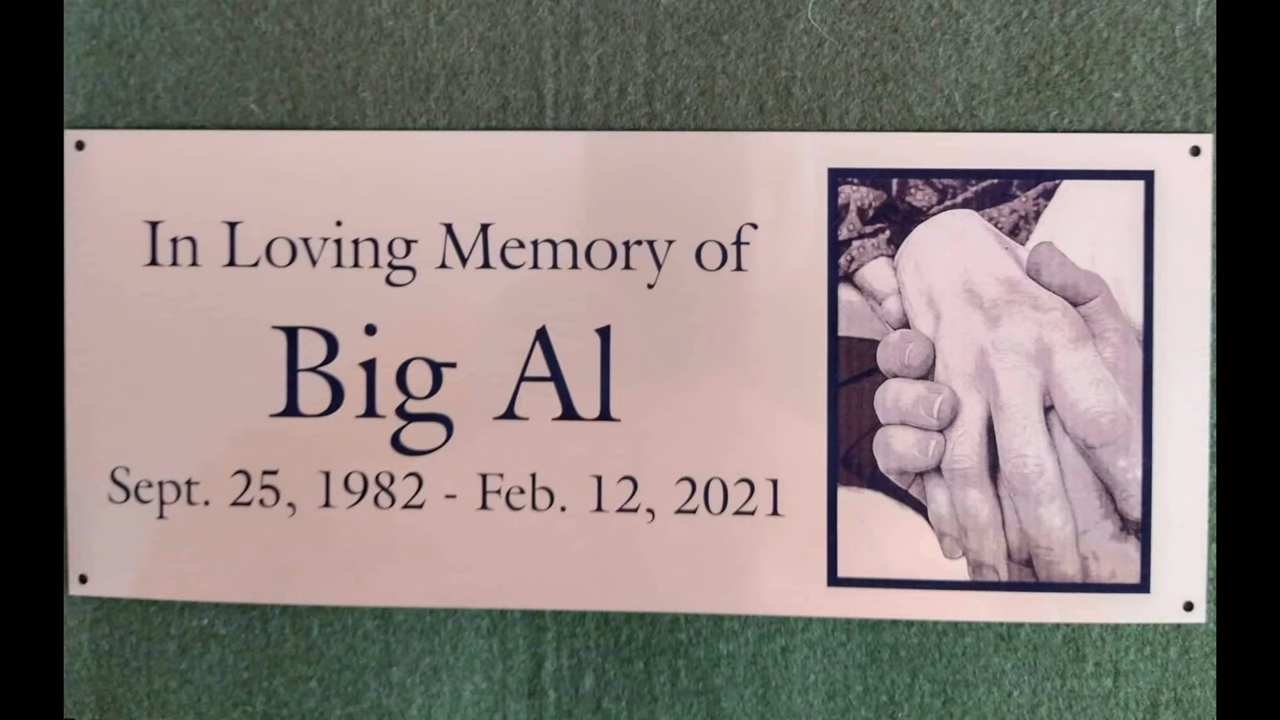 In Loving Memory of
Big Al
Sept. 25, 1982 - Feb. 12, 2021